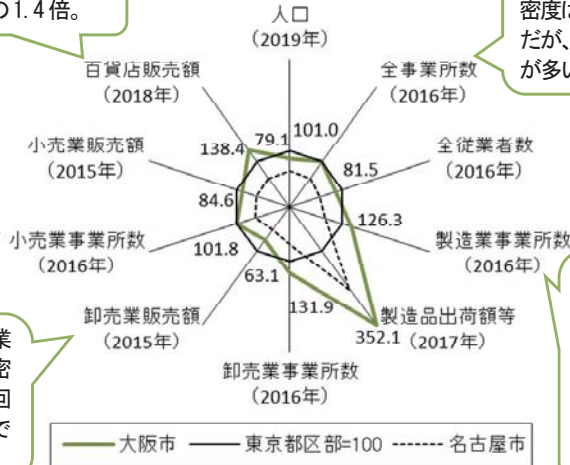 の1.4倍。
密度は
だが、
が多い
人口
(2019年)
百貨店販売額
(2018年)
全事業所数
(2016年)
小売業販売額
(2015年)
全従業者数
(2016年)
小売業事業所数
(2016年)
製造業事業所数
(2016年)
卸売業販売額
(2015年)
製造品出荷額等
(2017年)
卸売業事業所数
(2016年)
79.1
101.0
138.4
81.5
84.6
126.3
101.8
63.1
131.9
352.1
業
密
回
で
大阪市
東京都区部=100
名古屋市